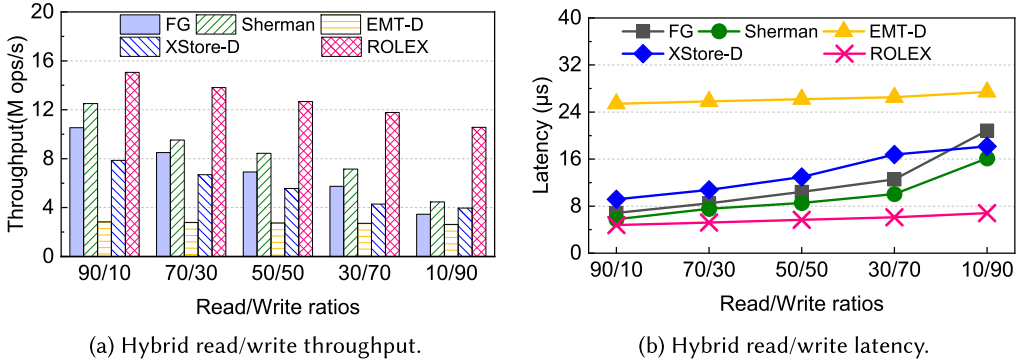 20
16
12
8
4
0
Throughput(M ops/s)
FG Sherman EMT-D
XStore-D ROLEX
90/10 70/30 50/50 30/70 10/90
Read/Write ratios
(a) Hybrid read/write throughput.
40
32
24
16
8
0
Latency (μs)
FG Sherman EMT-D
XStore-D ROLEX
90/10 70/30 50/50 30/70 10/90
Read/Write ratios
(b) Hybrid read/write latency.